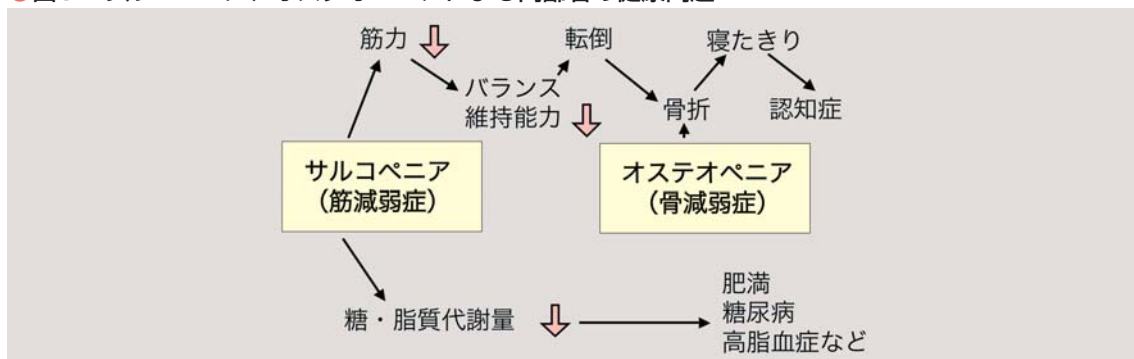 筋力
転倒
寝たきり
バランス
維持能力
骨折
認知症
サルコペニア
（筋減弱症）
オステオペニア
（骨減弱症）
糖・脂質代謝量
肥満
糖尿病
高脂血症など